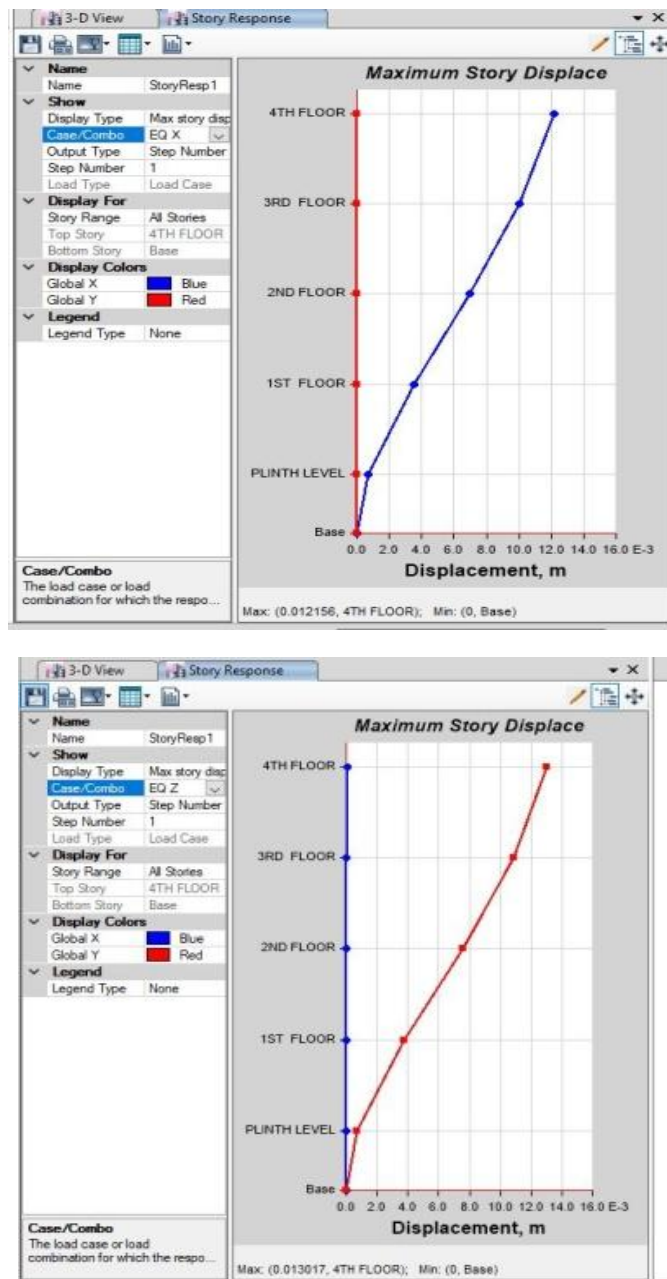 3-D View Story Response
Name
Name StoryResp1
Show
Display Type Max story disp
Case/Combo EQ X
Output Type Step Number
Step Number 1
Load Type Load Case
Display For
Story Range All Stories
Top Story 4TH FLOOR
Bottom Story Base
Display Colors
Global X Blue
Global Y Red
Legend
Legend Type None
Case/Combo
The load case or load
combination for which the respo...
Maximum Story Displace
4TH FLOOR
3RD FLOOR
2ND FLOOR
1ST FLOOR
PLINTH LEVEL
Base
0.0 2.0 4.0 6.0 8.0 10.0 12.0 14.0 16.0 E-3
Displacement, m
Max: (0.012156, 4TH FLOOR); Min: (0, Base)
3-D View Story Response
Name
Name StoryResp1
Show
Display Type Max story disp
Case/Combo EQ Z
Output Type Step Number
Step Number 1
Load Type Load Case
Display For
Story Range All Stories
Top Story 4TH FLOOR
Bottom Story Base
Display Colors
Global X Blue
Global Y Red
Legend
Legend Type None
Case/Combo
The load case or load
combination for which the respo...
Maximum Story Displace
4TH FLOOR
3RD FLOOR
2ND FLOOR
1ST FLOOR
PLINTH LEVEL
Base
0.0 2.0 4.0 6.0 8.0 10.0 12.0 14.0 16.0 E-3
Displacement, m
Max: (0.013017, 4TH FLOOR); Min: (0, Base)